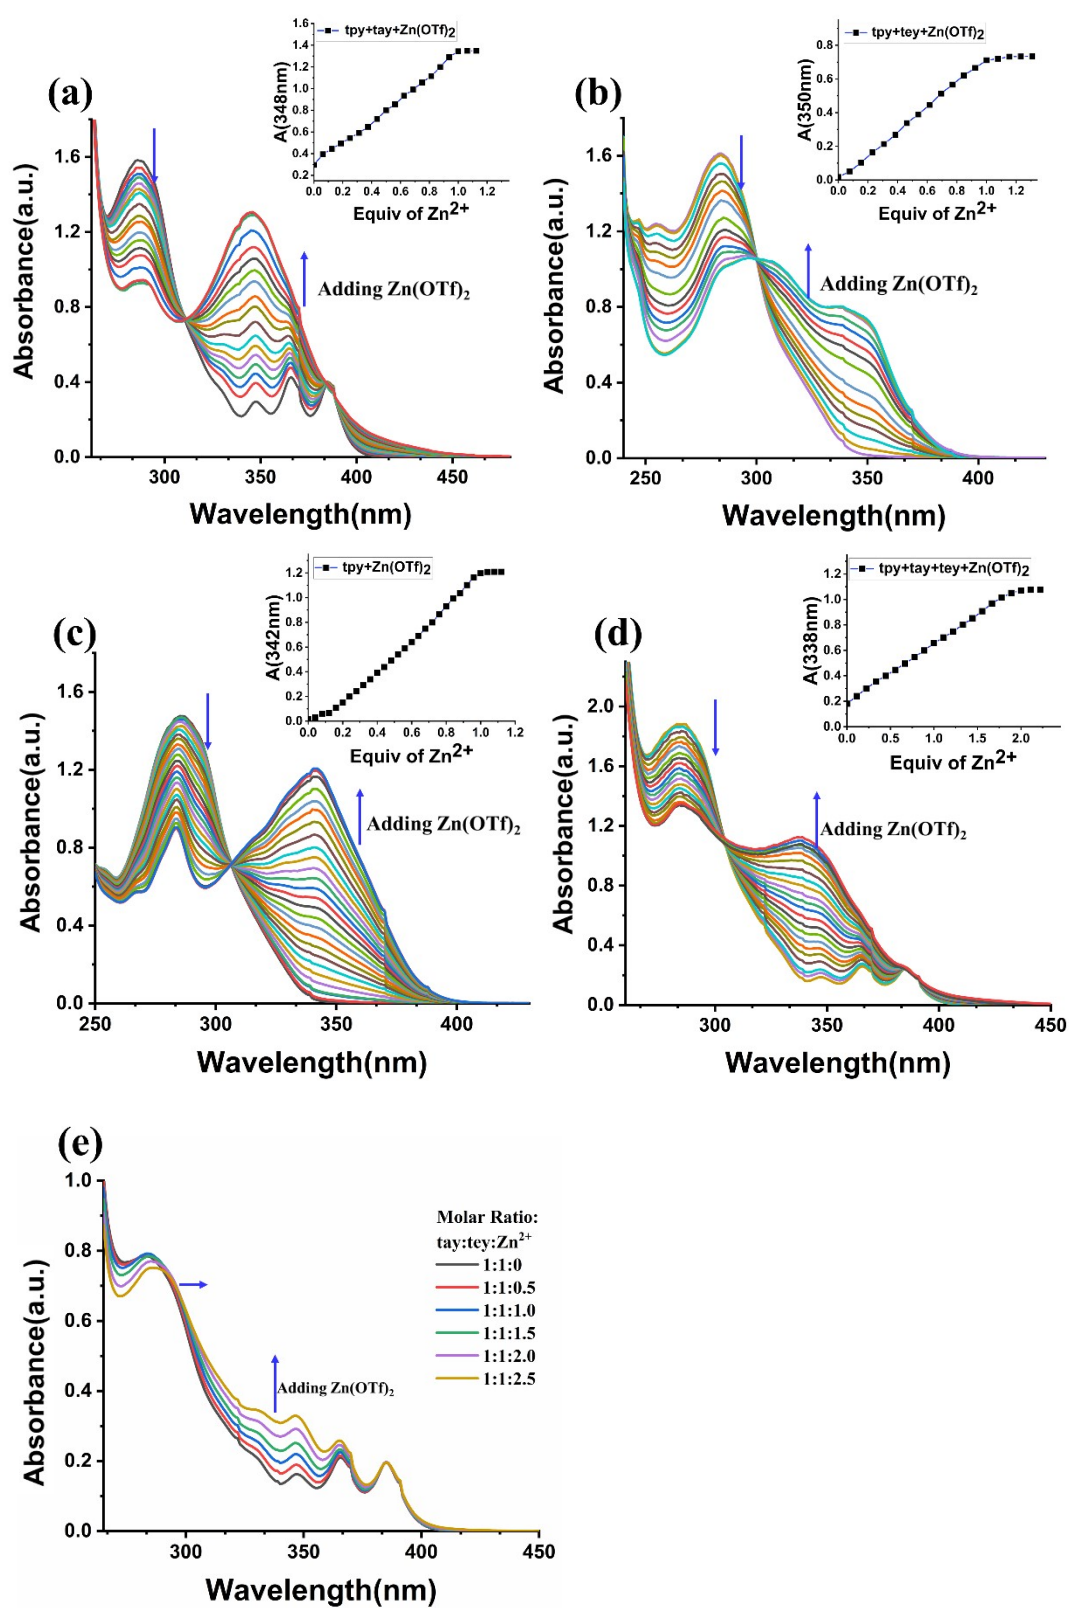 (a)
tpy+tay+Zn(OTf)2
A(348nm)
1.6
1.4
1.2
1.0
0.8
0.6
0.4
0.2
0.0 0.2 0.4 0.6 0.8 1.0 1.2
Equiv of Zn2+
Absorbance(a.u.)
1.6
1.2
0.8
0.4
0.0
Adding Zn(OTf)2
300 350 400 450
Wavelength(nm)
(b)
tpy+tey+Zn(OTf)2
A(350nm)
0.8
0.6
0.4
0.2
0.0
0.0 0.2 0.4 0.6 0.8 1.0 1.2
Equiv of Zn2+
Absorbance(a.u.)
1.6
1.2
0.8
0.4
0.0
Adding Zn(OTf)2
250 300 350 400
Wavelength(nm)
(c)
tpy+Zn(OTf)2
A(342nm)
1.2
1.0
0.8
0.6
0.4
0.2
0.0
0.0 0.2 0.4 0.6 0.8 1.0 1.2
Equiv of Zn2+
Absorbance(a.u.)
1.6
1.2
0.8
0.4
0.0
Adding Zn(OTf)2
250 300 350 400
Wavelength(nm)
(d)
tpy+tay+tey+Zn(OTf)2
A(338nm)
1.2
1.0
0.8
0.6
0.4
0.2
0.0
0.0 0.5 1.0 1.5 2.0
Equiv of Zn2+
Absorbance(a.u.)
2.0
1.6
1.2
0.8
0.4
0.0
Adding Zn(OTf)2
300 350 400 450
Wavelength(nm)
(e)
Absorbance(a.u.)
1.0
0.8
0.6
0.4
0.2
0.0
Molar Ratio:
tay:tey:Zn2+
1:1:0
1:1:0.5
1:1:1.0
1:1:1.5
1:1:2.0
1:1:2.5
Adding Zn(OTf)2
300 350 400 450
Wavelength(nm)